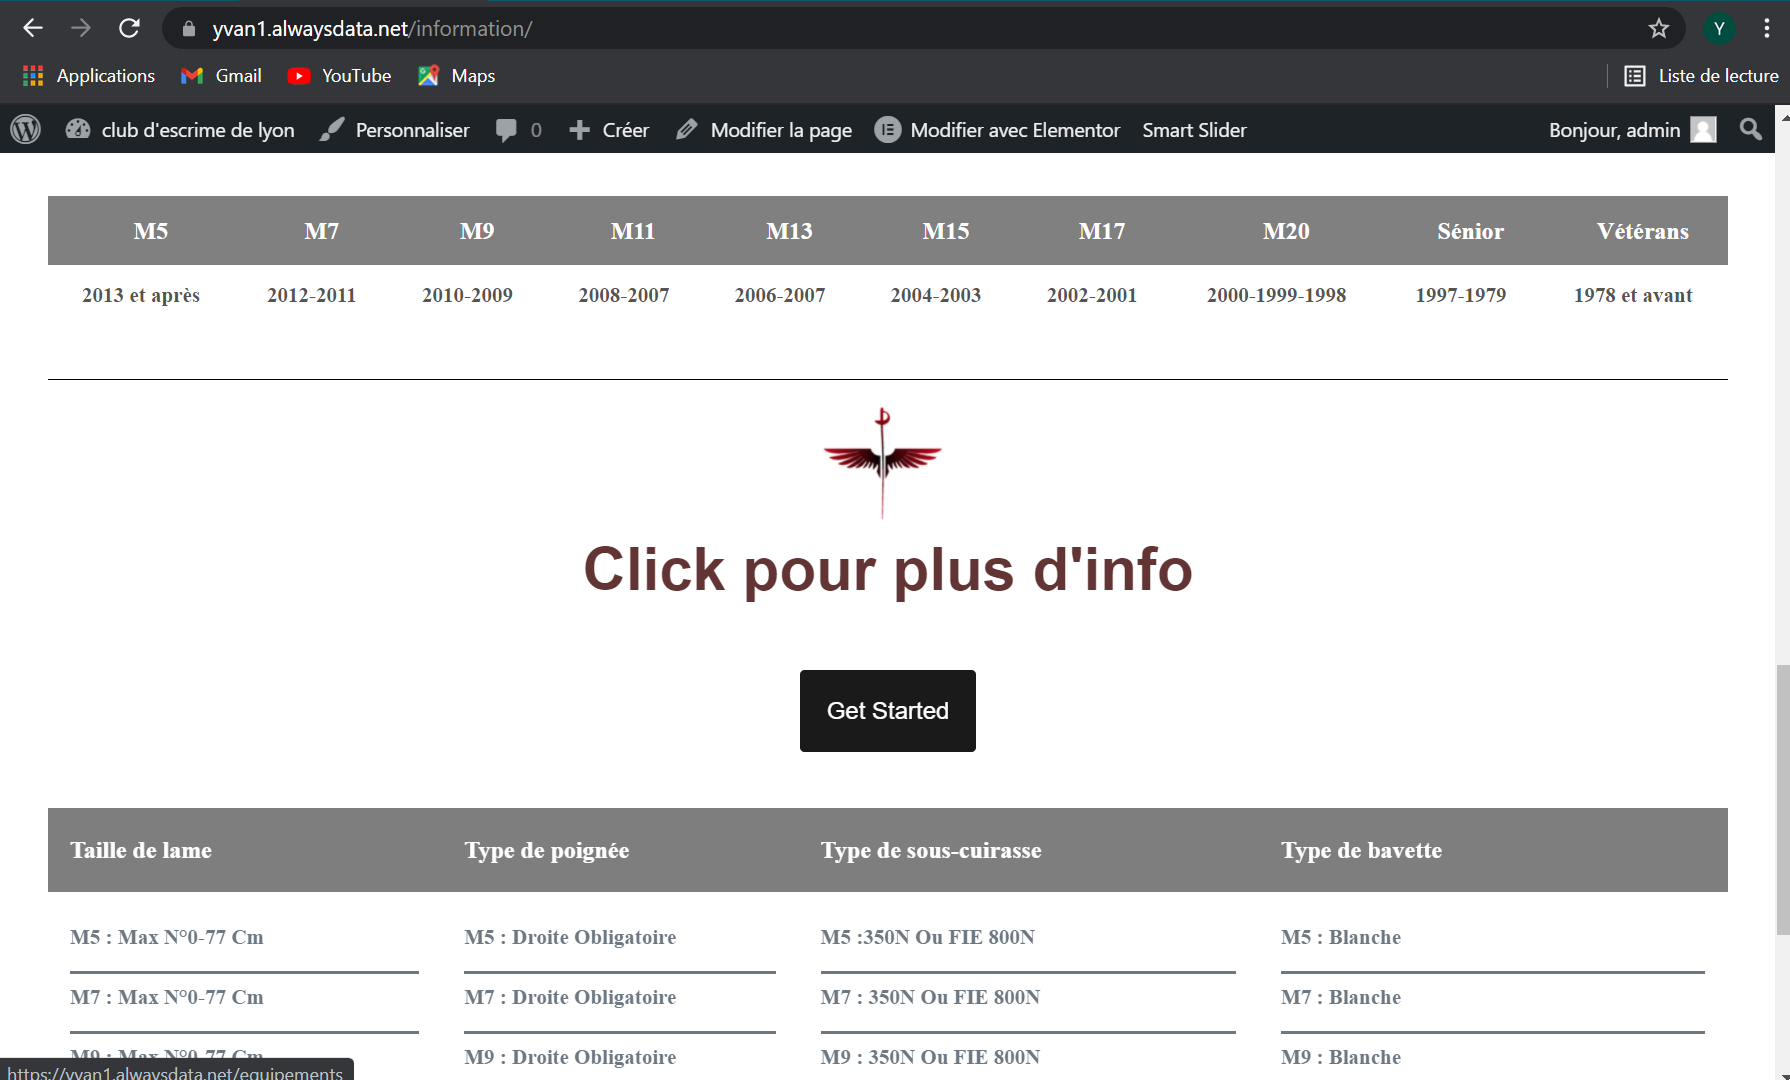 yvan1.alwaysdata.net/information/
Y
Applications Gmail YouTube Maps Liste de lecture
club d'escrime de lyon Personnaliser 0 Créer Modifier la page Modifier avec Elementor Smart Slider Bonjour, admin
M5 M7 M9 M11 M13 M15 M17 M20 Sénior Vétérans
2013 et après 2012-2011 2010-2009 2008-2007 2006-2007 2004-2003 2002-2001 2000-1999-1998 1997-1979 1978 et avant
Click pour plus d'info
Get Started
Taille de lame Type de poignée Type de sous-cuirasse Type de bavette
M5 : Max N°0-77 Cm M5 : Droite Obligatoire M5 :350N Ou FIE 800N M5 : Blanche
M7 : Max N°0-77 Cm M7 : Droite Obligatoire M7 : 350N Ou FIE 800N M7 : Blanche
M9 : Max N°0-77 Cm M9 : Droite Obligatoire M9 : 350N Ou FIE 800N M9 : Blanche
https://yvan1.alwaysdata.net/equipements